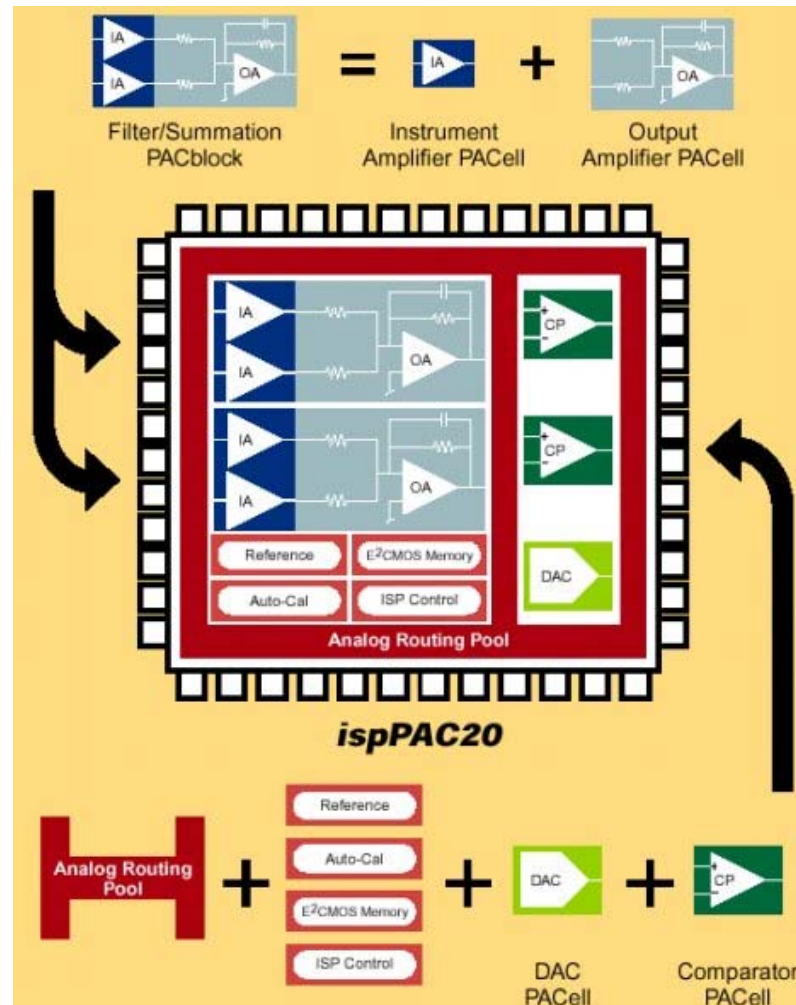 IA
IA
OA
=
IA
+
OA
Filter/Summation
PACblock
Instrument
Amplifier PACell
Output
Amplifier PACell
IA
IA
OA
IA
IA
OA
+
CP
−
+
CP
−
DAC
Reference
E²CMOS Memory
Auto-Cal
ISP Control
Analog Routing Pool
ispPAC20
Analog Routing
Pool
+
Reference
Auto-Cal
E²CMOS Memory
ISP Control
+
DAC
+
+
CP
−
DAC
PACell
Comparator
PACell